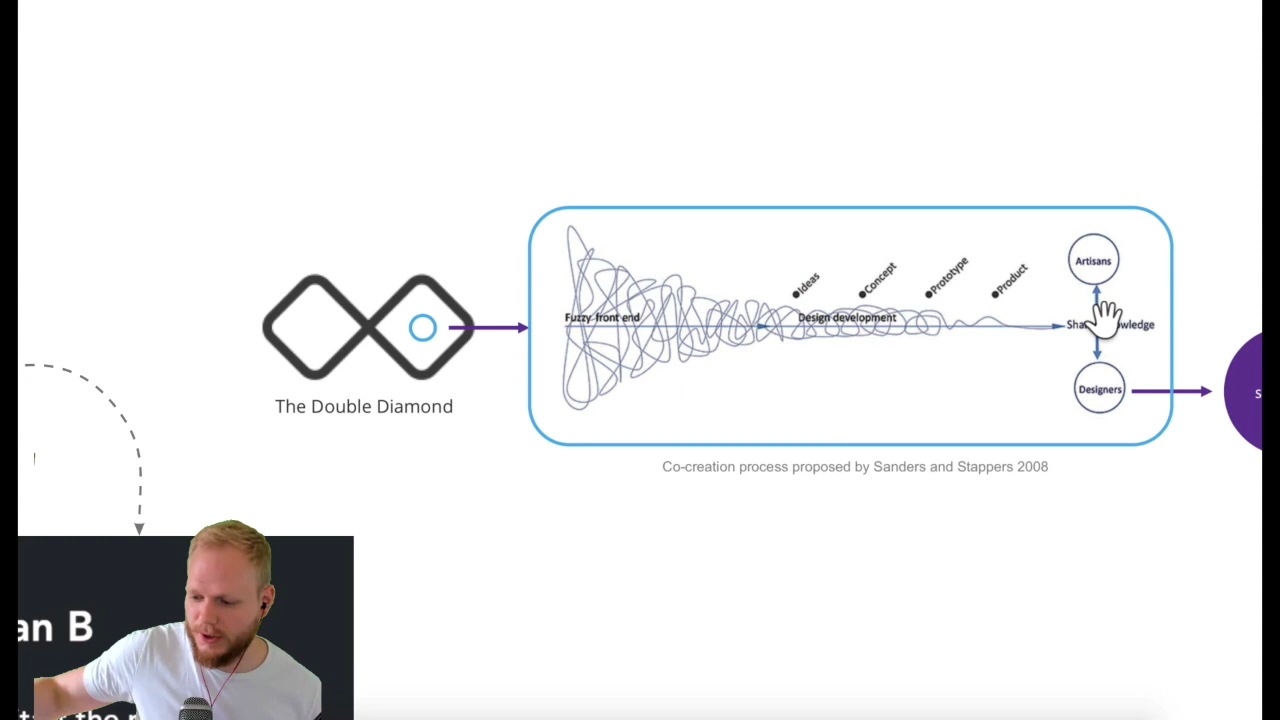 Ideas
Concept
Prototype
Product
Artisans
Fuzzy front end
Design development
Designers
s
The Double Diamond
Co-creation process proposed by Sanders and Stappers 2008
an B
the